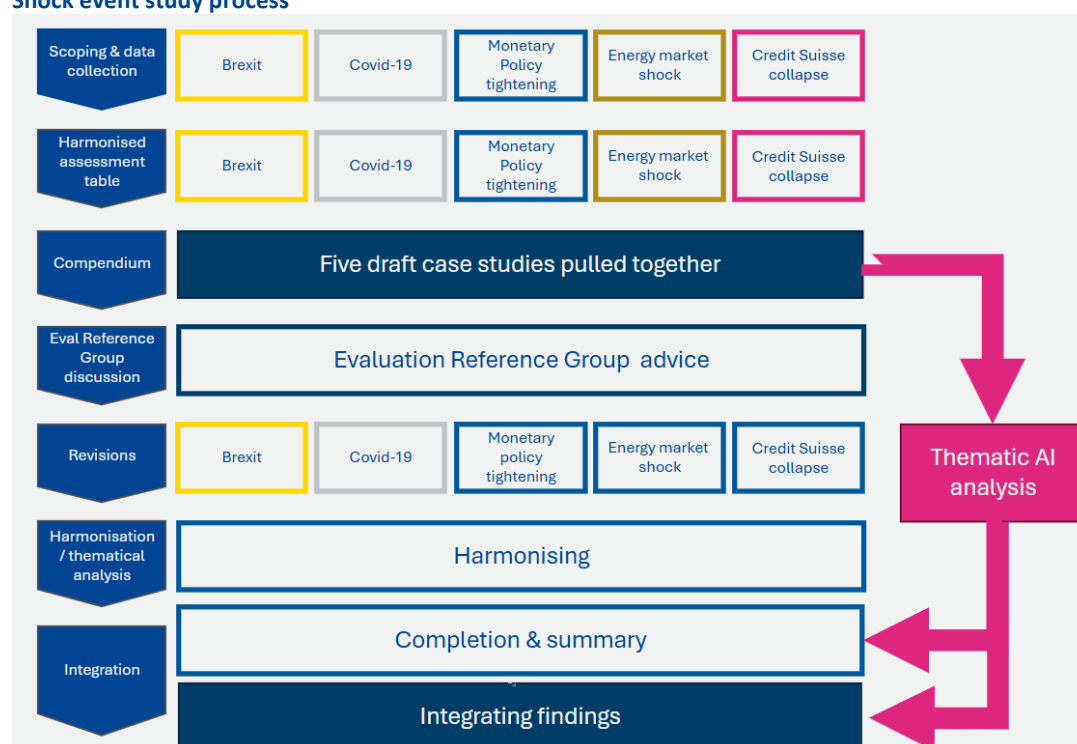 Shock event study process
Scoping & data
collection
Brexit
Covid-19
Monetary
Policy
tightening
Energy market
shock
Credit Suisse
collapse
Harmonised
assessment
table
Brexit
Covid-19
Monetary
Policy
tightening
Energy market
shock
Credit Suisse
collapse
Compendium
Five draft case studies pulled together
Eval Reference
Group
discussion
Evaluation Reference Group advice
Revisions
Brexit
Covid-19
Monetary
policy
tightening
Energy market
shock
Credit Suisse
collapse
Thematic AI
analysis
Harmonisation
/ thematical
analysis
Harmonising
Integration
Completion & summary
Integrating findings